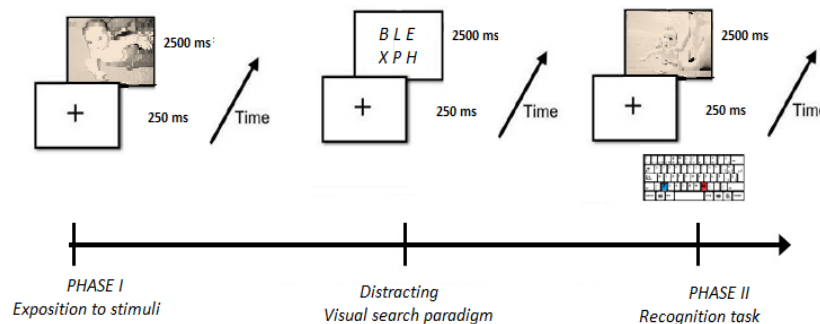 2500 ms
250 ms
Time
B L E
X P H
2500 ms
250 ms
Time
2500 ms
250 ms
Time
PHASE I
Exposition to stimuli
Distracting
Visual search paradigm
PHASE II
Recognition task